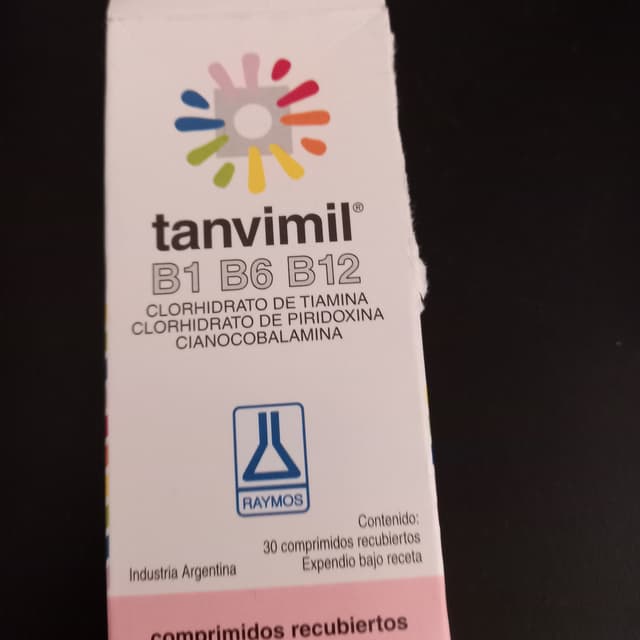 tanvimil®
B1 B6 B12
CLORHIDRATO DE TIAMINA
CLORHIDRATO DE PIRIDOXINA
CIANOCOBALAMINA
RAYMOS
Contenido:
30 comprimidos recubiertos
Expendio bajo receta
Industria Argentina
comprimidos recubiertos